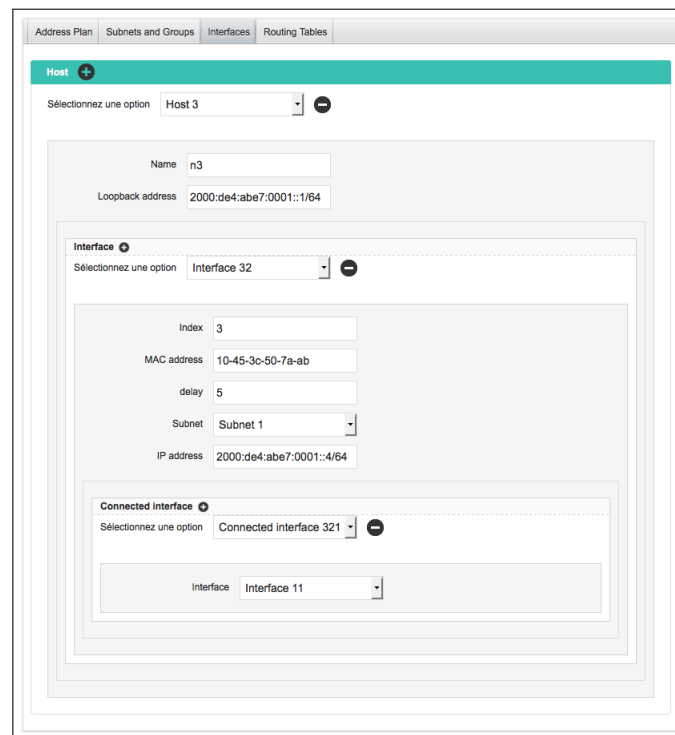 Address Plan Subnets and Groups Interfaces Routing Tables
Host
Sélectionnez une option Host 3
Name n3
Loopback address 2000:de4:abe7:0001::1/64
Interface
Sélectionnez une option Interface 32
Index 3
MAC address 10-45-3c-50-7a-ab
delay 5
Subnet Subnet 1
IP address 2000:de4:abe7:0001::4/64
Connected interface
Sélectionnez une option Connected interface 321
Interface Interface 11